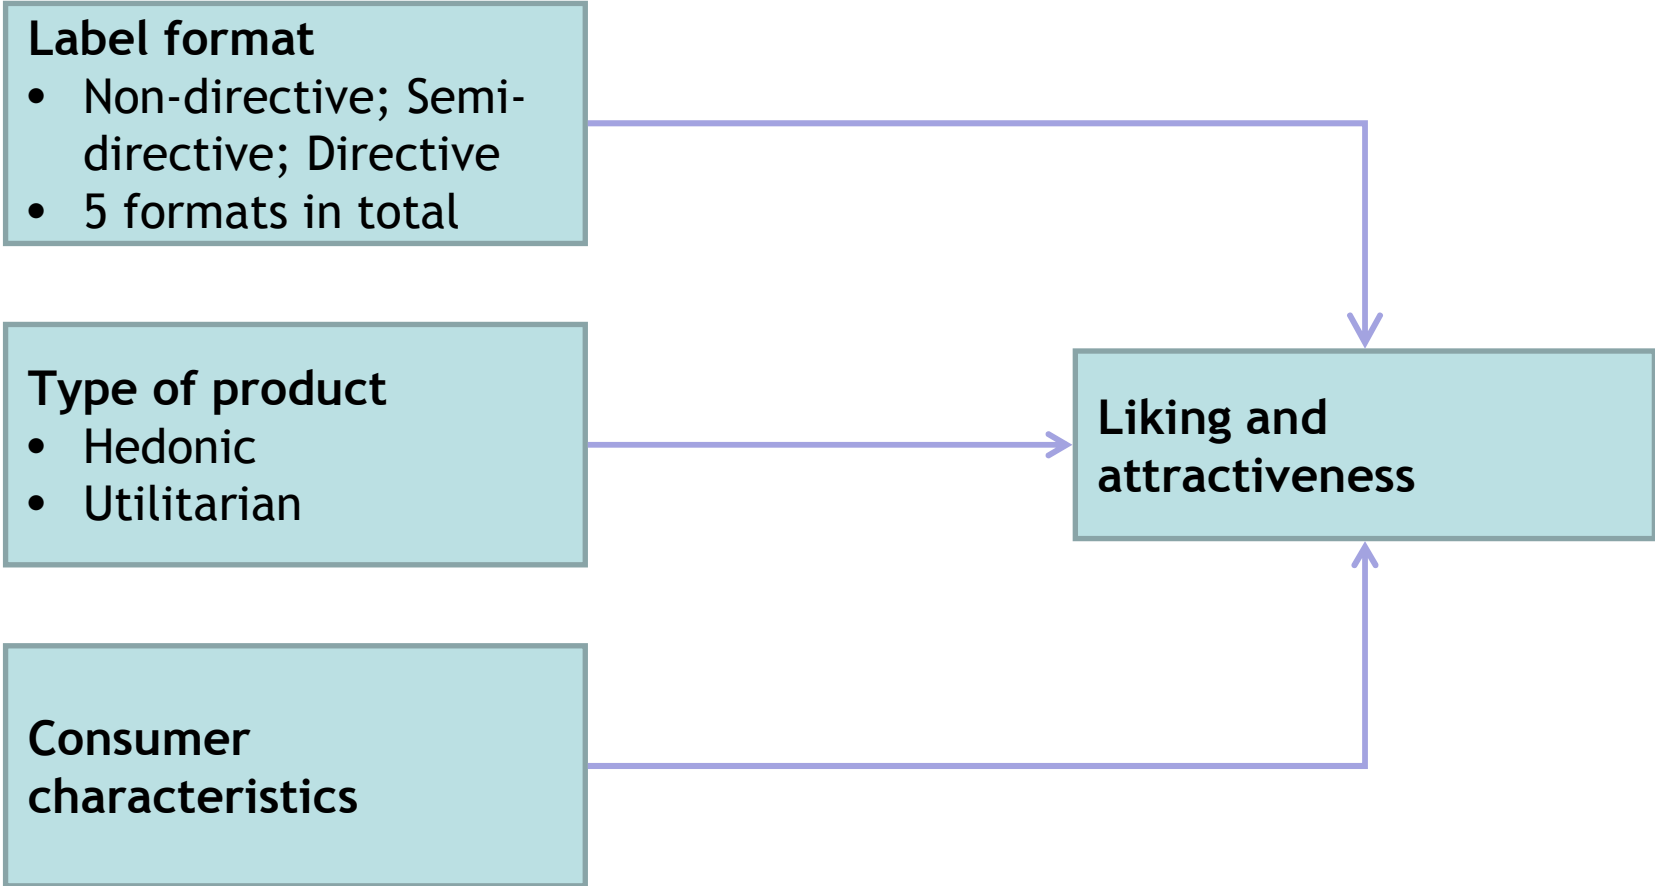 Label format
• Non-directive; Semi-
directive; Directive
• 5 formats in total
Type of product
• Hedonic
• Utilitarian
Liking and
attractiveness
Consumer
characteristics